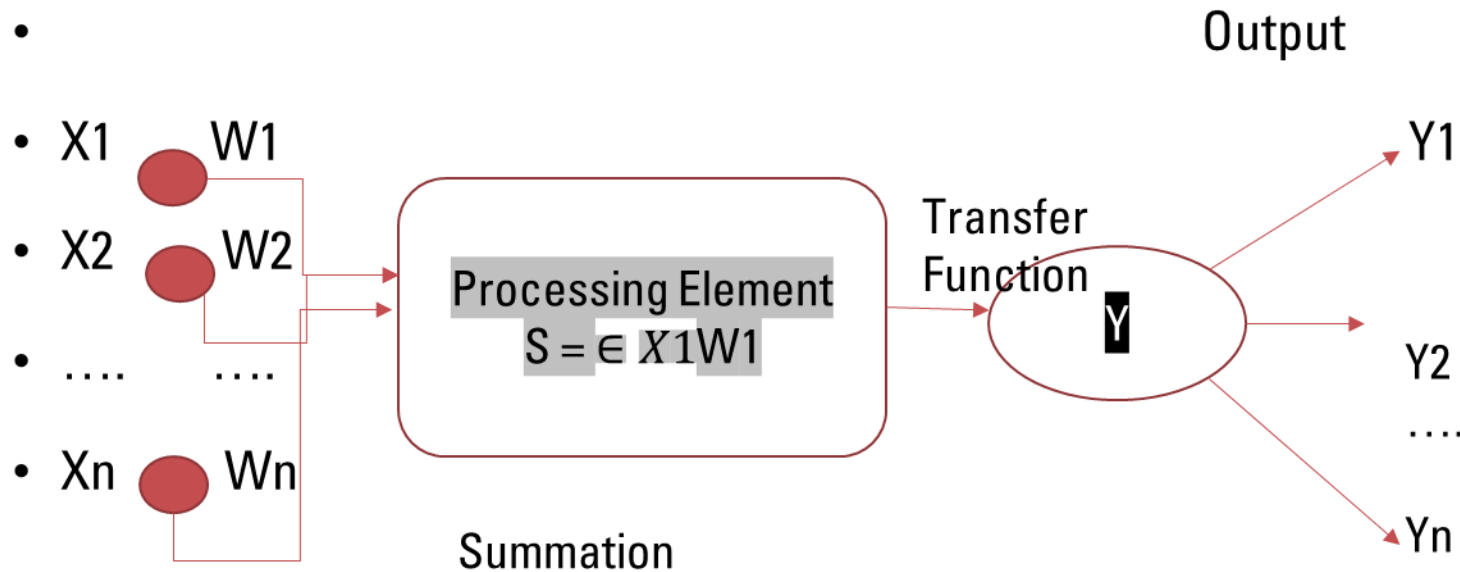 Output
• X1 W1
• X2 W2
• …. ….
• Xn Wn
Processing Element
S = ∈ X1W1
Summation
Transfer
Function
Y
Y1
Y2
….
Yn